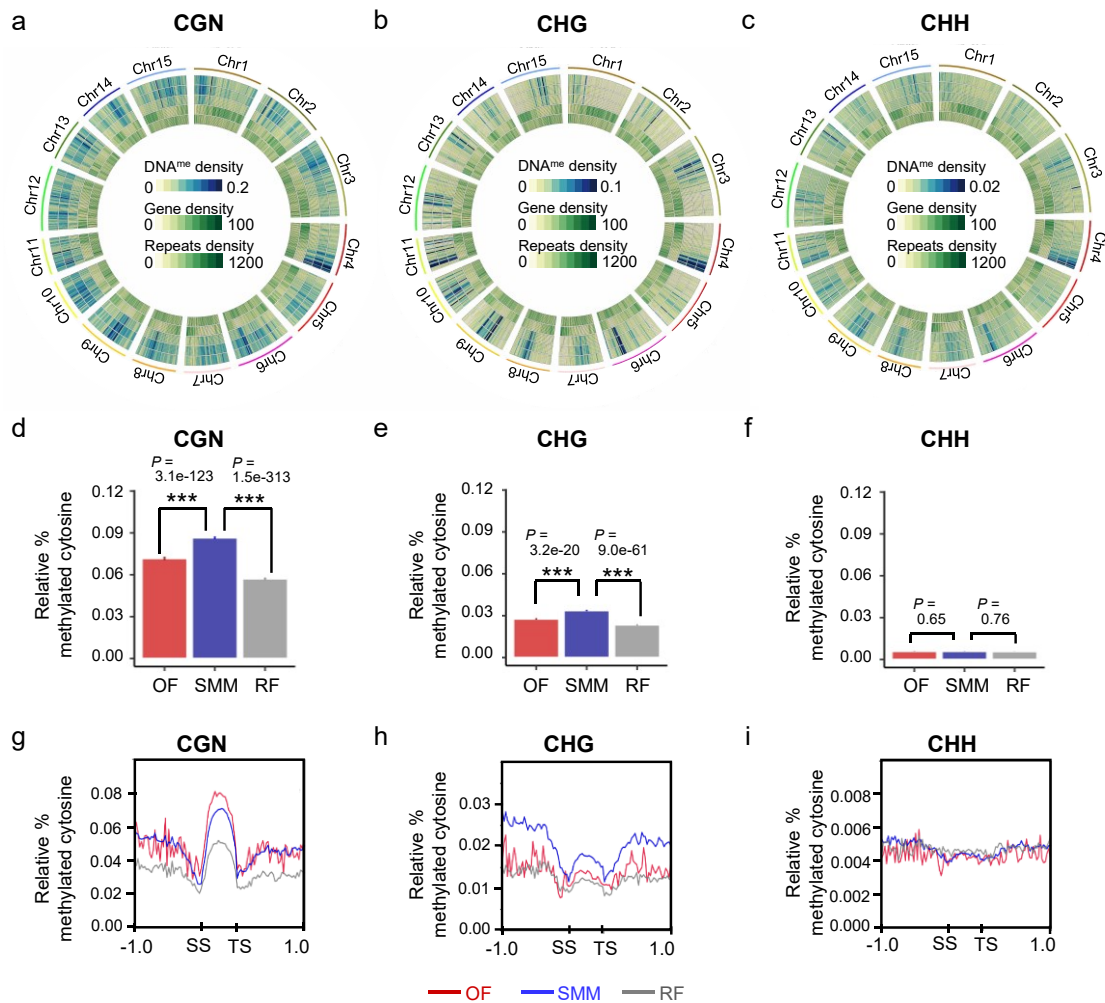 a
CGN
b
CHG
c
CHH
Chr1
Chr2
Chr3
Chr4
Chr5
Chr6
Chr7
Chr8
Chr9
Chr10
Chr11
Chr12
Chr13
Chr14
Chr15
DNAme density
0 0.2
Gene density
0 100
Repeats density
0 1200
Chr1
Chr2
Chr3
Chr4
Chr5
Chr6
Chr7
Chr8
Chr9
Chr10
Chr11
Chr12
Chr13
Chr14
Chr15
DNAme density
0 0.1
Gene density
0 100
Repeats density
0 1200
Chr1
Chr2
Chr3
Chr4
Chr5
Chr6
Chr7
Chr8
Chr9
Chr10
Chr11
Chr12
Chr13
Chr14
Chr15
DNAme density
0 0.02
Gene density
0 100
Repeats density
0 1200
d
CGN
Relative %
methylated cytosine
0.12
0.09
0.06
0.03
0.00
P =
3.1e-123
P =
1.5e-313
*** ***
OF SMM RF
e
CHG
Relative %
methylated cytosine
0.12
0.09
0.06
0.03
0.00
P =
3.2e-20
P =
9.0e-61
*** ***
OF SMM RF
f
CHH
Relative %
methylated cytosine
0.12
0.09
0.06
0.03
0.00
P =
0.65
P =
0.76
OF SMM RF
g
CGN
Relative %
methylated cytosine
0.08
0.06
0.04
0.02
0.00
-1.0 SS TS 1.0
h
CHG
Relative %
methylated cytosine
0.03
0.02
0.01
0.00
-1.0 SS TS 1.0
i
CHH
Relative %
methylated cytosine
0.008
0.006
0.004
0.002
0.000
-1.0 SS TS 1.0
OF SMM RF